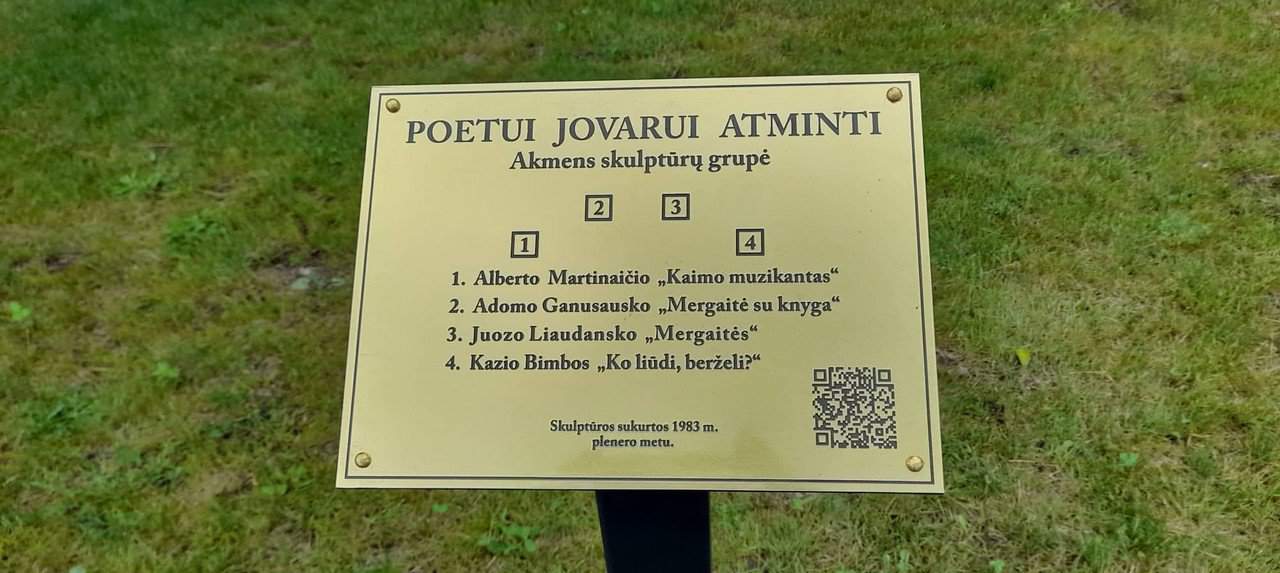 POETUI JOVARUI ATMINTI
Akmens skulptūrų grupė
2 3
1 4
1. Alberto Martinaičio „Kaimo muzikantas“
2. Adomo Ganusausko „Mergaitė su knyga“
3. Juozo Liaudansko „Mergaitės“
4. Kazio Bimbos „Ko liūdi, berželi?“
Skulptūros sukurtos 1983 m.
plenero metu.